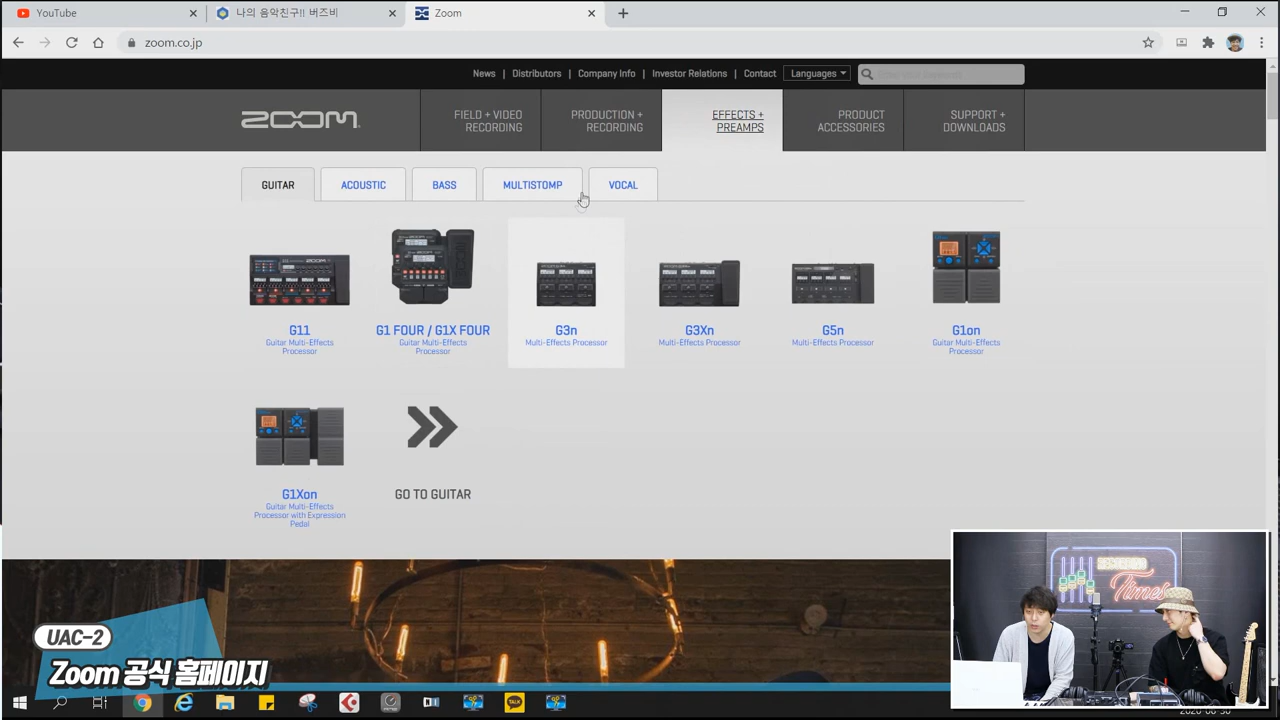 YouTube
나의 음악친구!! 버즈비
Zoom
zoom.co.jp
News | Distributors | Company Info | Investor Relations | Contact
Languages
ZOOM
FIELD + VIDEO
RECORDING
PRODUCTION +
RECORDING
EFFECTS +
PREAMPS
PRODUCT
ACCESSORIES
SUPPORT +
DOWNLOADS
GUITAR
ACOUSTIC
BASS
MULTISTOMP
VOCAL
G11
Guitar Multi-Effects
Processor
G1 FOUR / G1X FOUR
Guitar Multi-Effects
Processor
G3n
Multi-Effects Processor
G3Xn
Multi-Effects Processor
G5n
Multi-Effects Processor
G1on
Guitar Multi-Effects
Processor
G1Xon
Guitar Multi-Effects
Processor with Expression
Pedal
GO TO GUITAR
UAC-2
Zoom 공식 홈페이지
Times
TALK